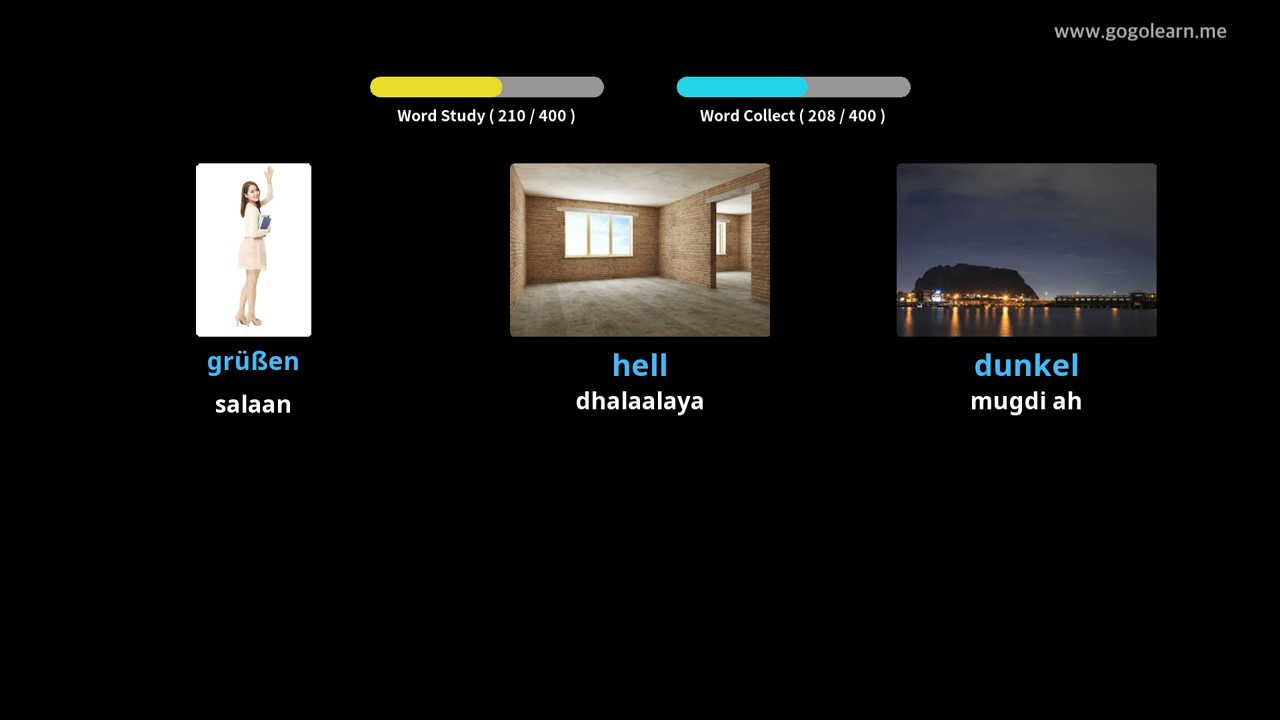 www.gogolearn.me
Word Study ( 210 / 400 )
Word Collect ( 208 / 400 )
grüßen
salaan
hell
dhalaalaya
dunkel
mugdi ah